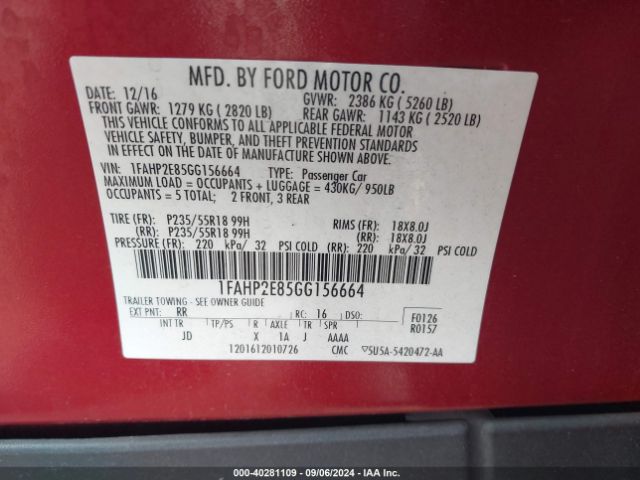 MFD. BY FORD MOTOR CO.
DATE: 12/16 GVWR: 2386 KG ( 5260 LB)
FRONT GAWR: 1279 KG ( 2820 LB) REAR GAWR: 1143 KG ( 2520 LB)
THIS VEHICLE CONFORMS TO ALL APPLICABLE FEDERAL MOTOR
VEHICLE SAFETY, BUMPER, AND THEFT PREVENTION STANDARDS
IN EFFECT ON THE DATE OF MANUFACTURE SHOWN ABOVE.
VIN: 1FAHP2E85GG156664 TYPE: Passenger Car
MAXIMUM LOAD = OCCUPANTS + LUGGAGE = 430KG/ 950LB
OCCUPANTS = 5 TOTAL; 2 FRONT, 3 REAR
TIRE (FR): P235/55R18 99H RIMS (FR): 18X8.0J
(RR): P235/55R18 99H (RR): 18X8.0J
PRESSURE (FR): 220 kPa/ 32 PSI COLD (RR): 220 kPa/ 32 PSI COLD
1FAHP2E85GG156664
TRAILER TOWING - SEE OWNER GUIDE
EXT PNT: RR RC: 16 DSO: F0126
INT TR TP/PS R AXLE TR SPR R0157
JD X 1A J AAAA
1201612010726 CMC 5U5A-5420472-AA
000-40281109 - 09/06/2024 - IAA Inc.